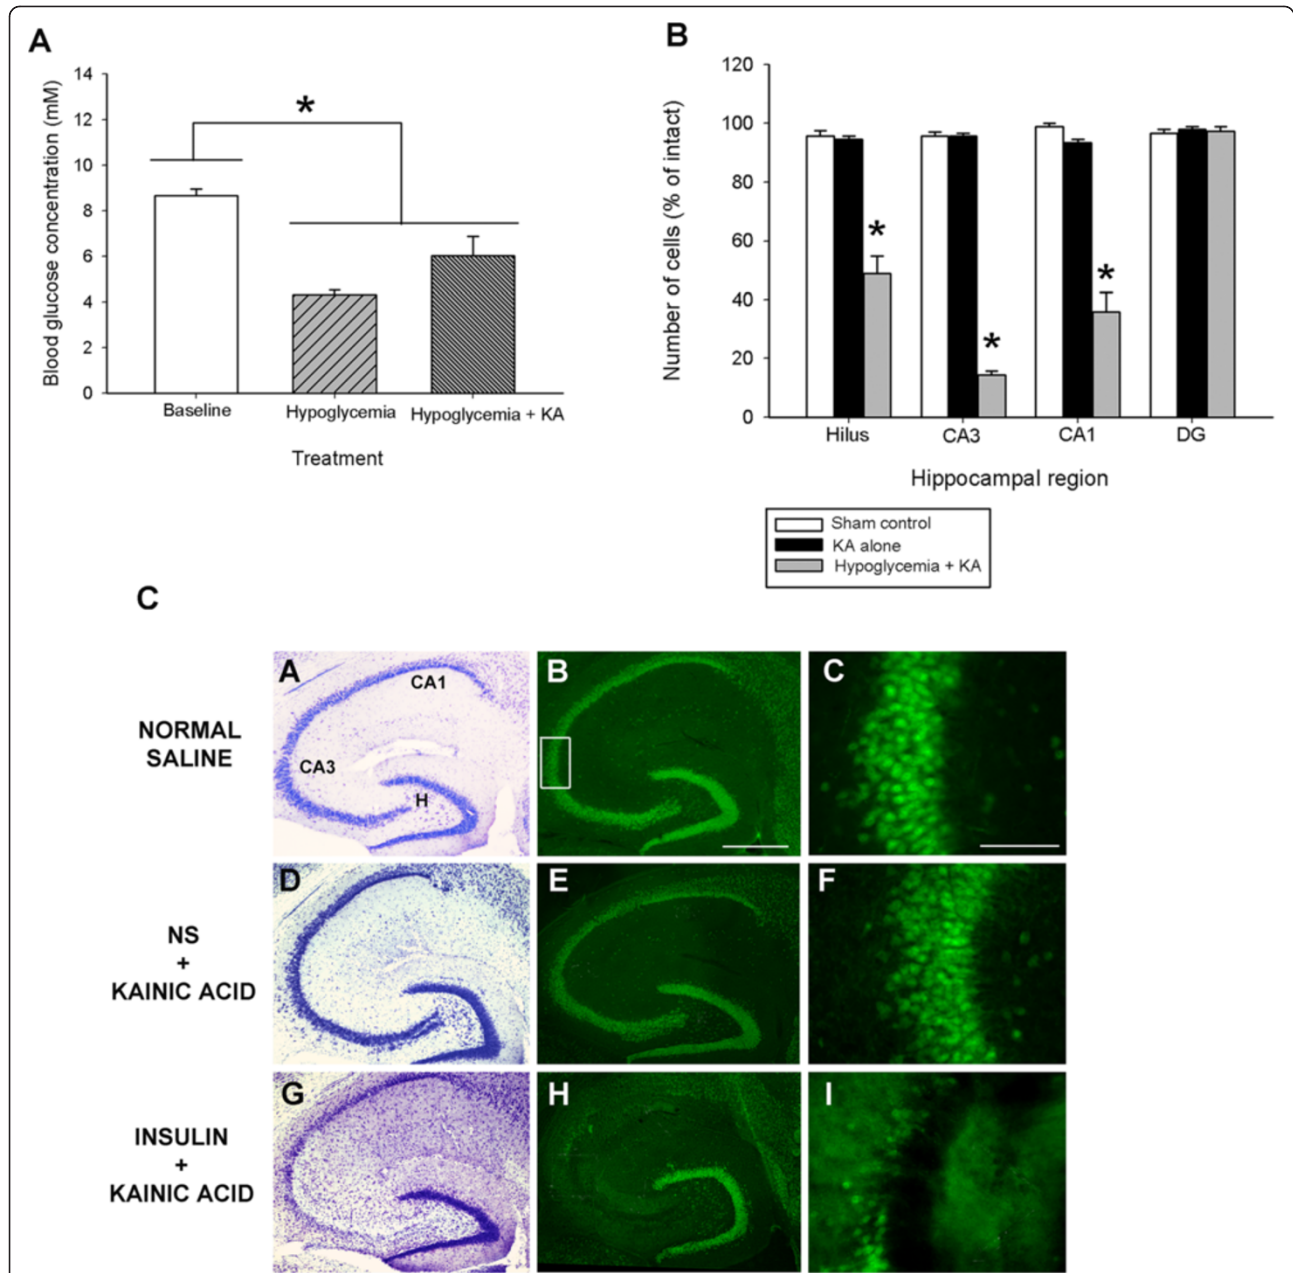 A
Blood glucose concentration (mM)
14
12
10
8
6
4
2
0
*
Baseline
Hypoglycemia
Hypoglycemia + KA
Treatment
B
Number of cells (% of intact)
120
100
80
60
40
20
0
*
*
*
Hilus
CA3
CA1
DG
Hippocampal region
Sham control
KA alone
Hypoglycemia + KA
C
NORMAL
SALINE
A
CA1
CA3
H
B
C
NS
+
KAINIC ACID
D
E
F
INSULIN
+
KAINIC ACID
G
H
I